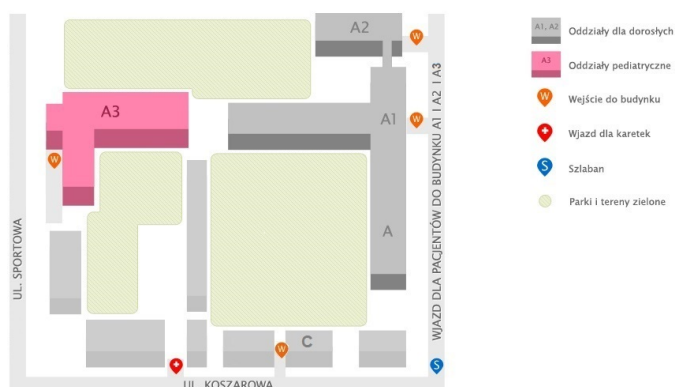 A2
A1
A3
A
C
W
W
W
W
S
UL. SPORTOWA
UL. KOSZAROWA
WJAZD DLA PACJENTÓW DO BUDYNKU A1 I A2 I A3
A1, A2 Oddziały dla dorosłych
A3 Oddziały pediatryczne
W Wejście do budynku
Wjazd dla karetek
S Szlaban
Parki i tereny zielone